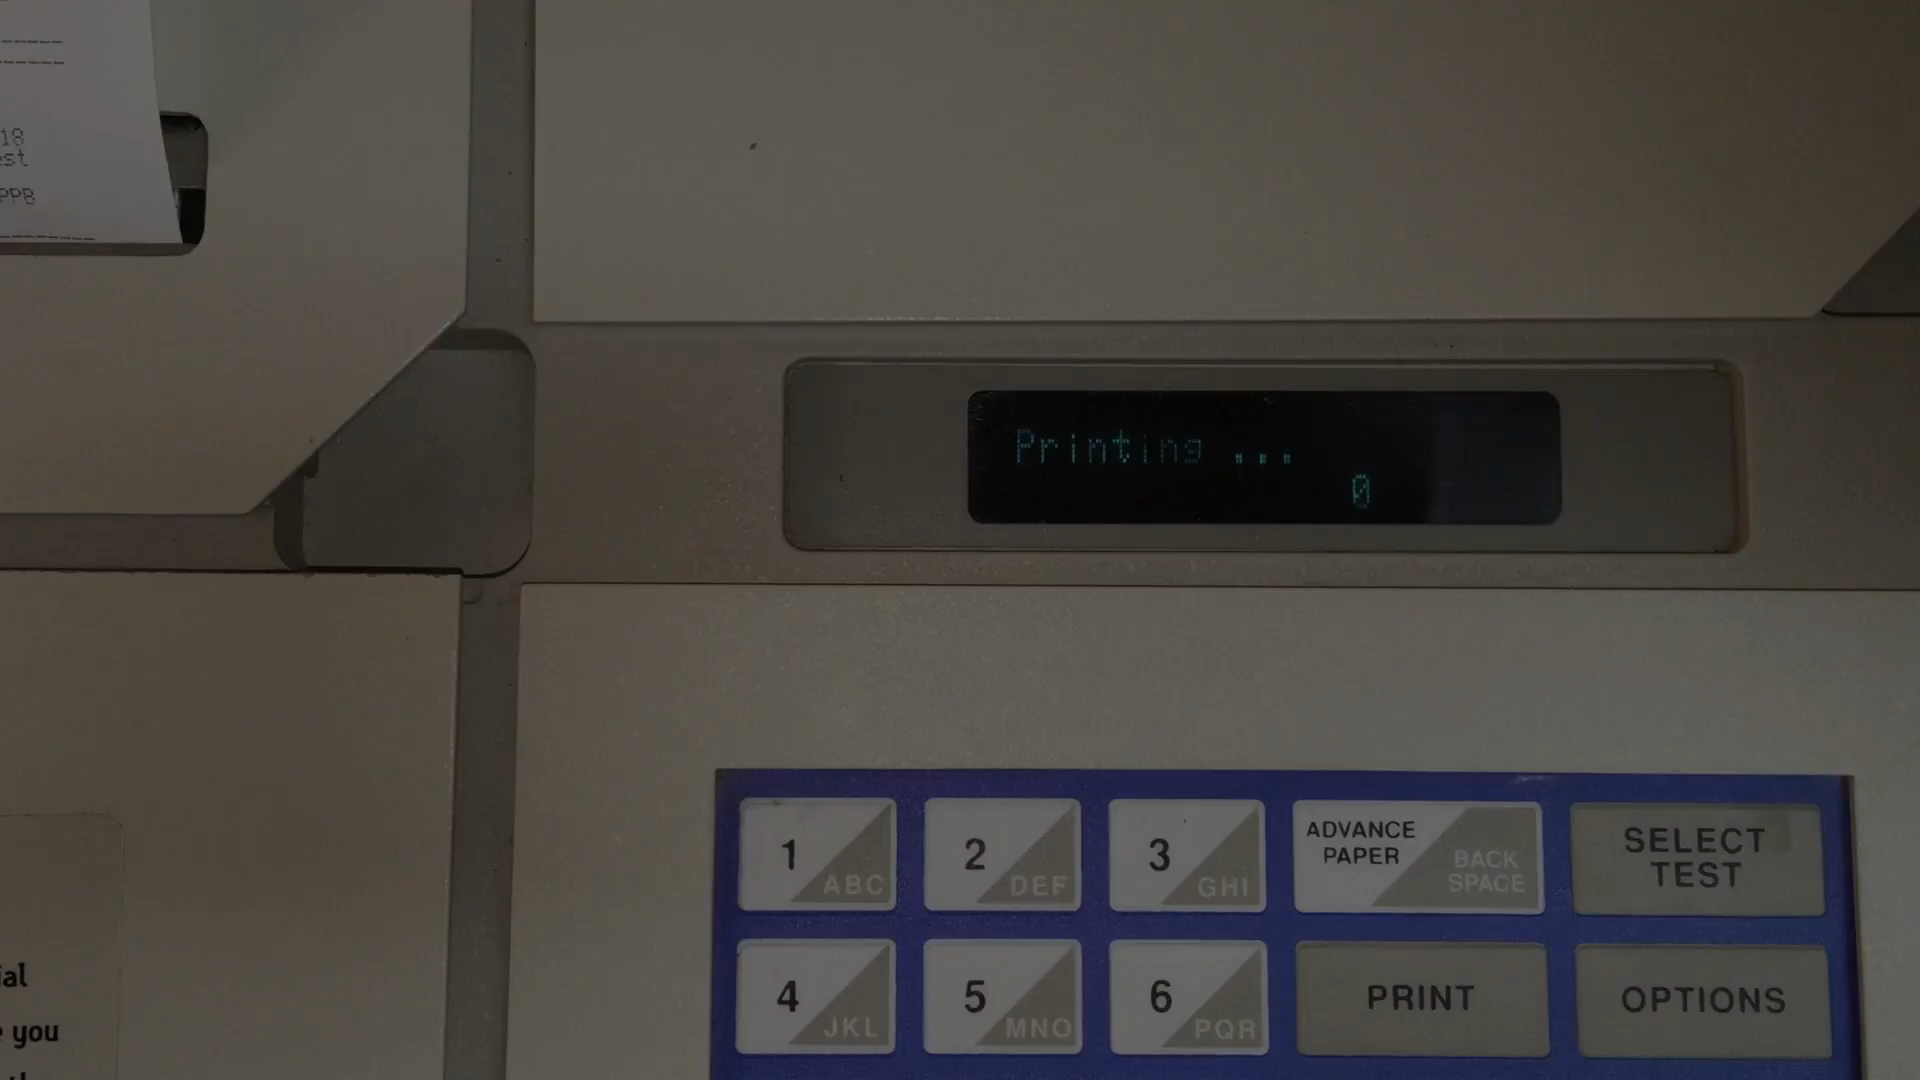 18
est
PPB
Printing ...
0
1 ABC
2 DEF
3 GHI
ADVANCE
PAPER
BACK
SPACE
SELECT
TEST
4 JKL
5 MNO
6 PQR
PRINT
OPTIONS
ial
e you